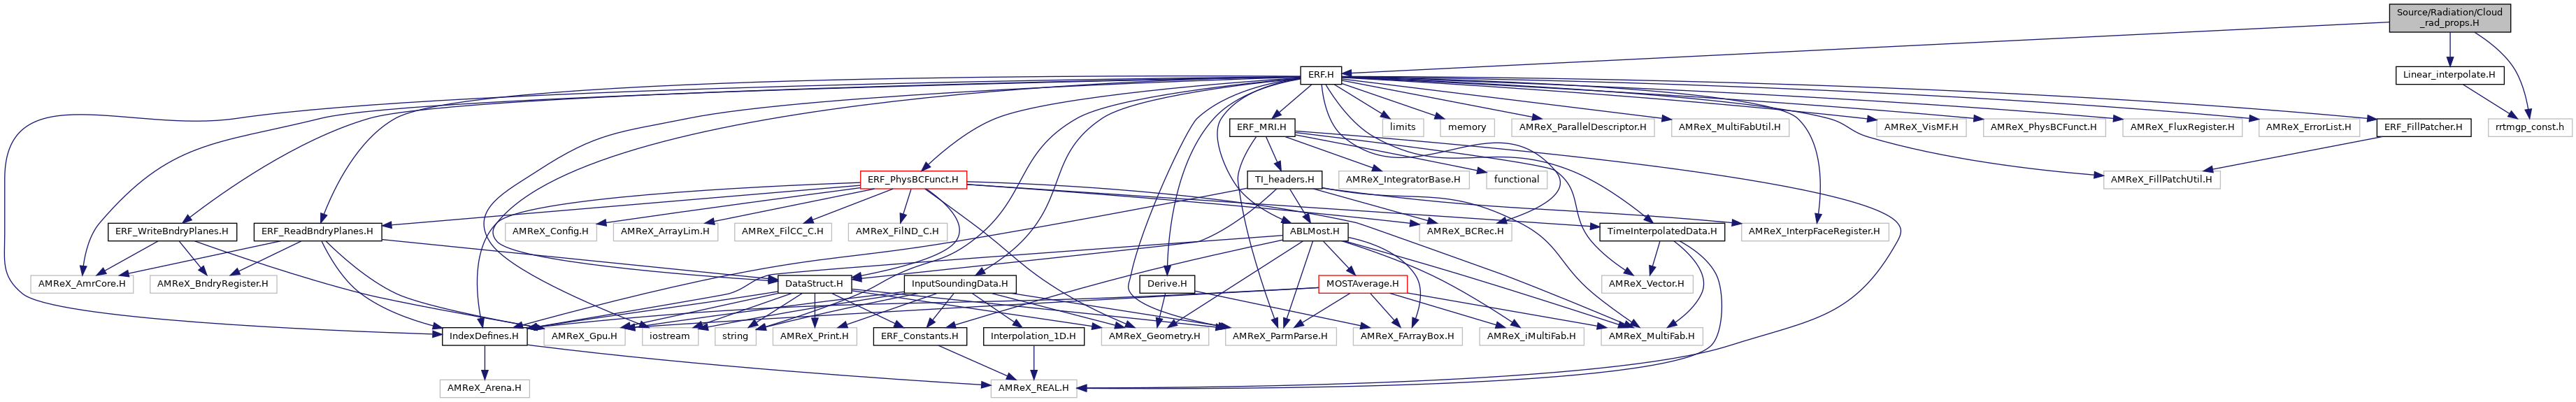 Source/Radiation/Cloud
_rad_props.H
ERF.H
Linear_interpolate.H
ERF_MRI.H
limits
memory
AMReX_ParallelDescriptor.H
AMReX_MultiFabUtil.H
AMReX_VisMF.H
AMReX_PhysBCFunct.H
AMReX_FluxRegister.H
AMReX_ErrorList.H
ERF_FillPatcher.H
rrtmgp_const.h
ERF_PhysBCFunct.H
TI_headers.H
AMReX_IntegratorBase.H
functional
AMReX_FillPatchUtil.H
ERF_WriteBndryPlanes.H
ERF_ReadBndryPlanes.H
AMReX_Config.H
AMReX_ArrayLim.H
AMReX_FilCC_C.H
AMReX_FilND_C.H
ABLMost.H
AMReX_BCRec.H
TimeInterpolatedData.H
AMReX_InterpFaceRegister.H
AMReX_AmrCore.H
AMReX_BndryRegister.H
DataStruct.H
InputSoundingData.H
Derive.H
MOSTAverage.H
AMReX_Vector.H
IndexDefines.H
AMReX_Gpu.H
iostream
string
AMReX_Print.H
ERF_Constants.H
Interpolation_1D.H
AMReX_Geometry.H
AMReX_ParmParse.H
AMReX_FArrayBox.H
AMReX_iMultiFab.H
AMReX_MultiFab.H
AMReX_Arena.H
AMReX_REAL.H